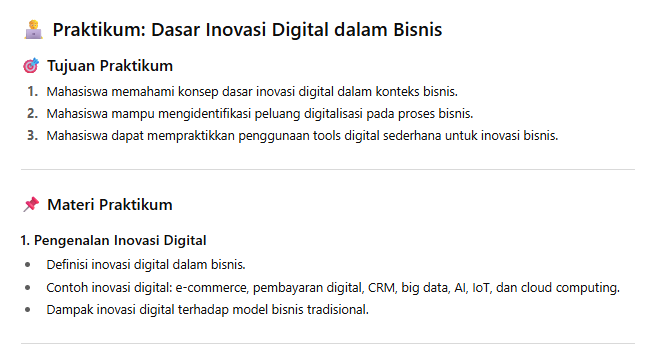 Praktikum: Dasar Inovasi Digital dalam Bisnis
Tujuan Praktikum
1. Mahasiswa memahami konsep dasar inovasi digital dalam konteks bisnis.
2. Mahasiswa mampu mengidentifikasi peluang digitalisasi pada proses bisnis.
3. Mahasiswa dapat mempraktikkan penggunaan tools digital sederhana untuk inovasi bisnis.
Materi Praktikum
1. Pengenalan Inovasi Digital
• Definisi inovasi digital dalam bisnis.
• Contoh inovasi digital: e-commerce, pembayaran digital, CRM, big data, AI, IoT, dan cloud computing.
• Dampak inovasi digital terhadap model bisnis tradisional.